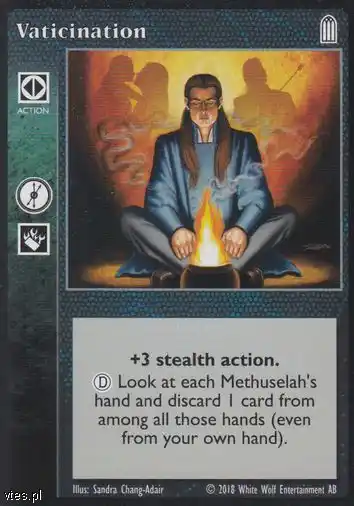 Vaticination
ACTION
+3 stealth action.
Ⓓ Look at each Methuselah's
hand and discard 1 card from
among all those hands (even
from your own hand).
Illus: Sandra Chang-Adair © 2018 White Wolf Entertainment AB
vtes.pl